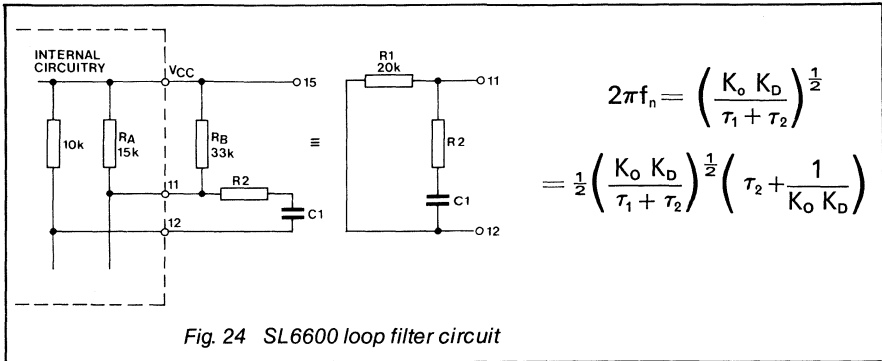 INTERNAL
CIRCUITRY
VCC
15
10k
RA
15k
RB
33k
11
R2
C1
12
≡
R1
20k
11
R2
C1
12
2πfn = (Ko KD / τ1 + τ2)^½
= ½ (Ko KD / τ1 + τ2)^½ (τ2 + 1 / Ko KD)
Fig. 24 SL6600 loop filter circuit